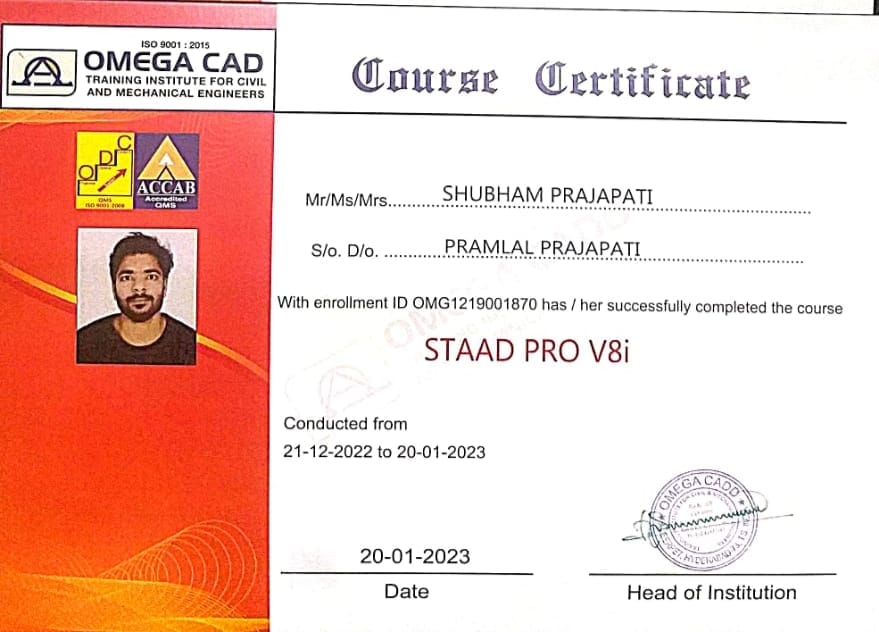 ISO 9001 : 2015
OMEGA CAD
TRAINING INSTITUTE FOR CIVIL
AND MECHANICAL ENGINEERS
Course Certificate
O D C
QMS
ISO 9001:2008
ACCAB
Accredited
QMS
Mr/Ms/Mrs......... SHUBHAM PRAJAPATI
S/o. D/o. ............ PRAMLAL PRAJAPATI
With enrollment ID OMG1219001870 has / her successfully completed the course
STAAD PRO V8i
Conducted from
21-12-2022 to 20-01-2023
OMEGA CADD
20-01-2023
Date
Head of Institution